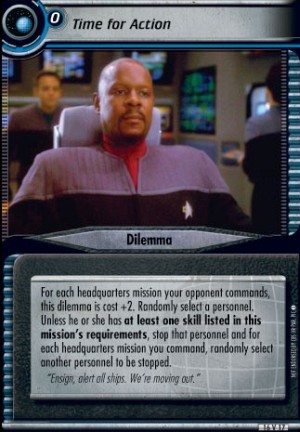 0
Time for Action
Dilemma
For each headquarters mission your opponent commands,
this dilemma is cost +2. Randomly select a personnel.
Unless he or she has at least one skill listed in this
mission's requirements, stop that personnel and for
each headquarters mission you command, randomly select
another personnel to be stopped.
"Ensign, alert all ships. We're moving out."
16 V 17